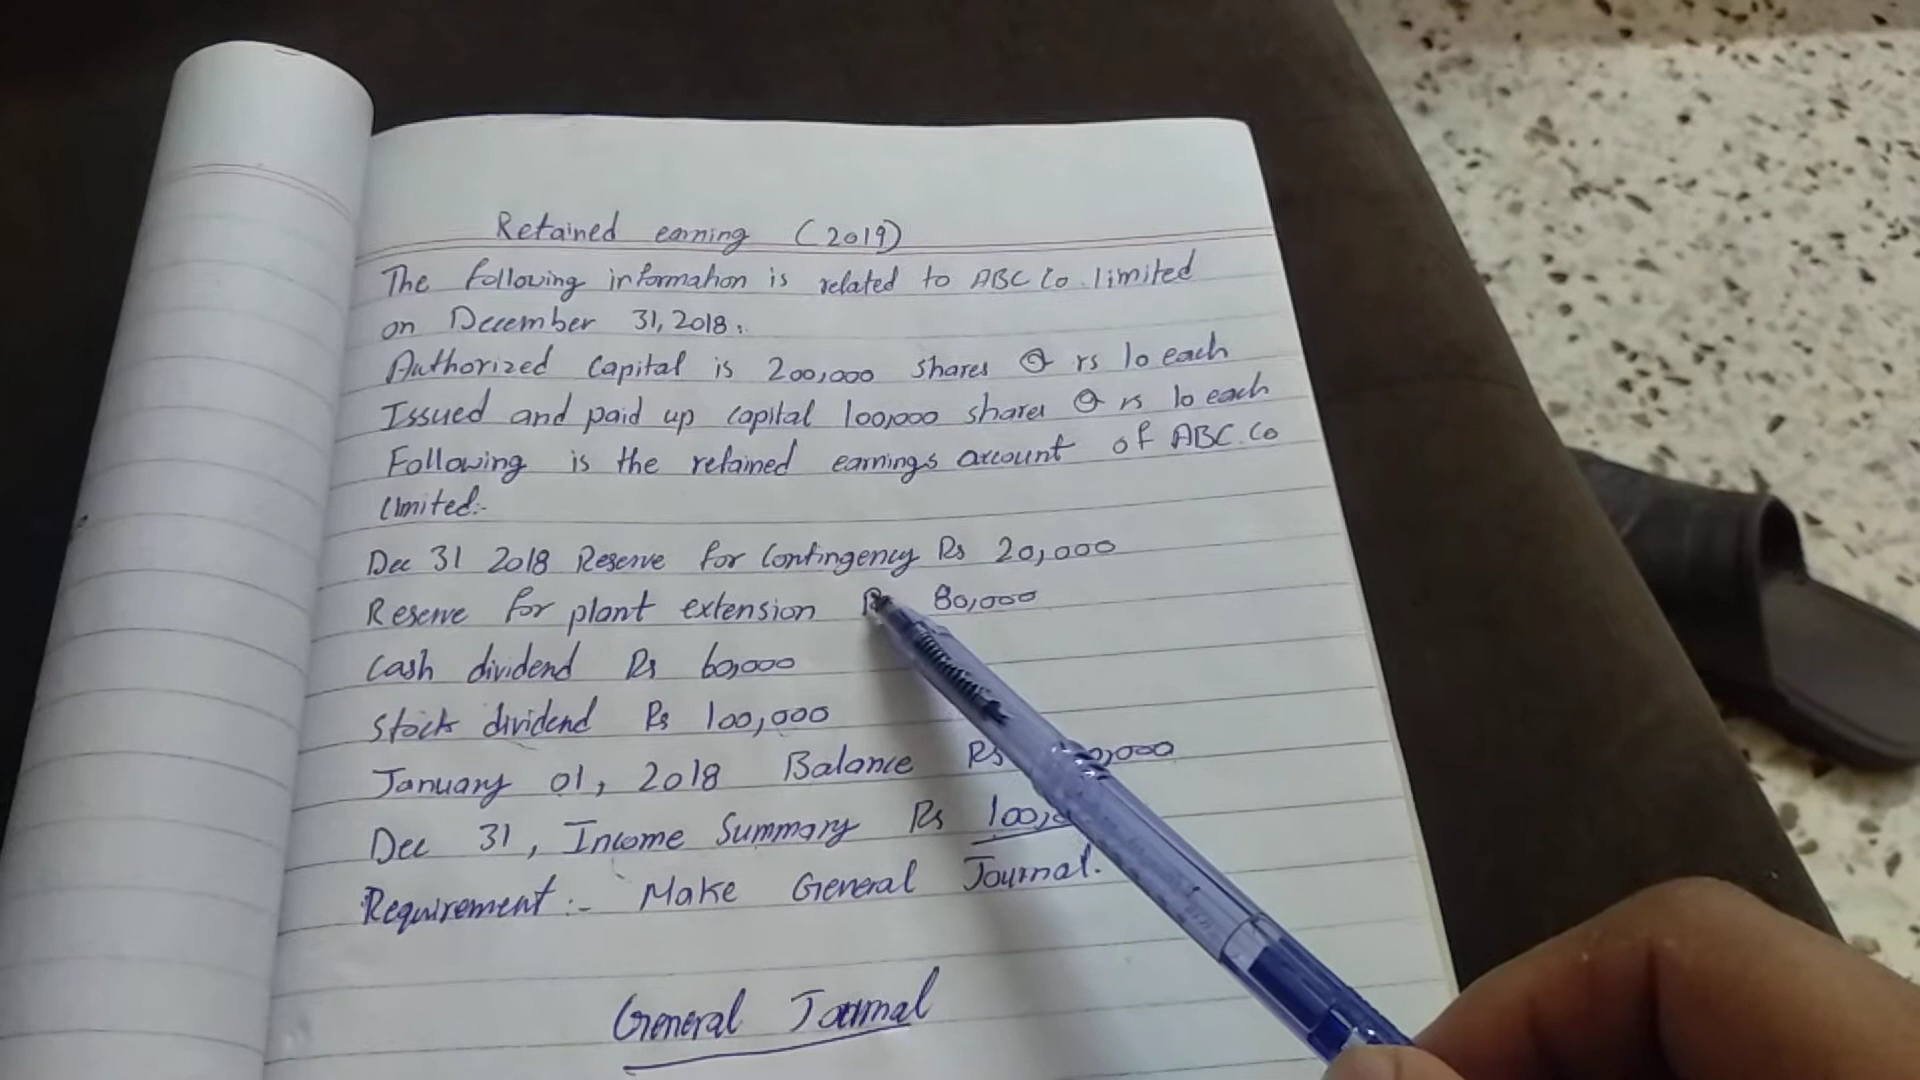 Retained earning (2019)
The following information is related to ABC Co. limited
on December 31, 2018.
Authorized Capital is 200,000 shares @ rs 10 each
Issued and paid up capital 100,000 shares @ rs 10 each
Following is the retained earnings account of ABC. Co
limited:-
Dec 31 2018 Reserve for Contingency Rs 20,000
Reserve for plant extension 80,000
Cash dividend Rs 60,000
Stock dividend Rs 100,000
January 01, 2018 Balance Rs
Dec 31, Income Summary Rs
Requirement:- Make General Journal.
General Journal